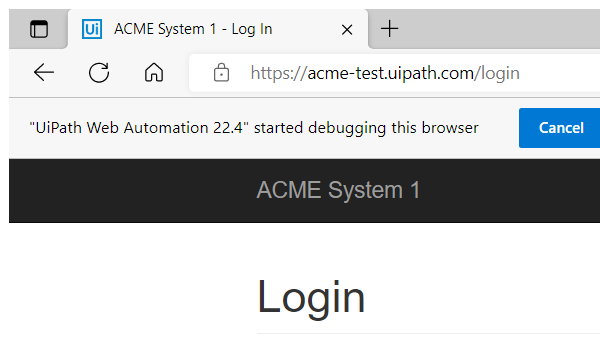 Ui ACME System 1 - Log In
https://acme-test.uipath.com/login
"UiPath Web Automation 22.4" started debugging this browser Cancel
ACME System 1
Login